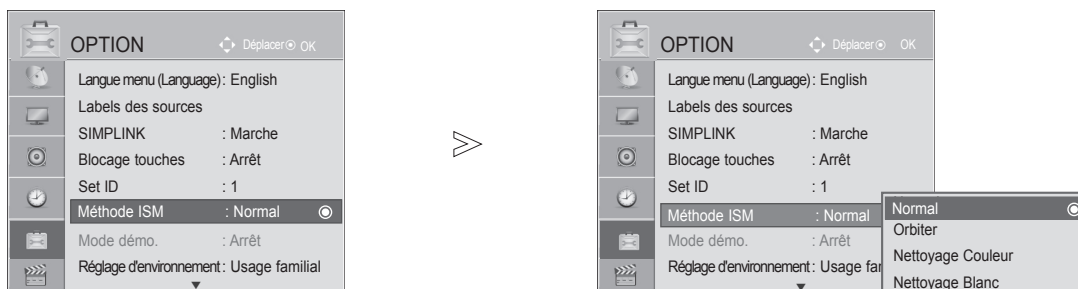 OPTION Déplacer OK
Langue menu (Language) : English
Labels des sources
SIMPLINK : Marche
Blocage touches : Arrêt
Set ID : 1
Méthode ISM : Normal
Mode démo. : Arrêt
Réglage d'environnement : Usage familial
OPTION Déplacer OK
Langue menu (Language) : English
Labels des sources
SIMPLINK : Marche
Blocage touches : Arrêt
Set ID : 1
Méthode ISM : Normal
Mode démo. : Arrêt
Réglage d'environnement : Usage fam
Normal
Orbiter
Nettoyage Couleur
Nettoyage Blanc